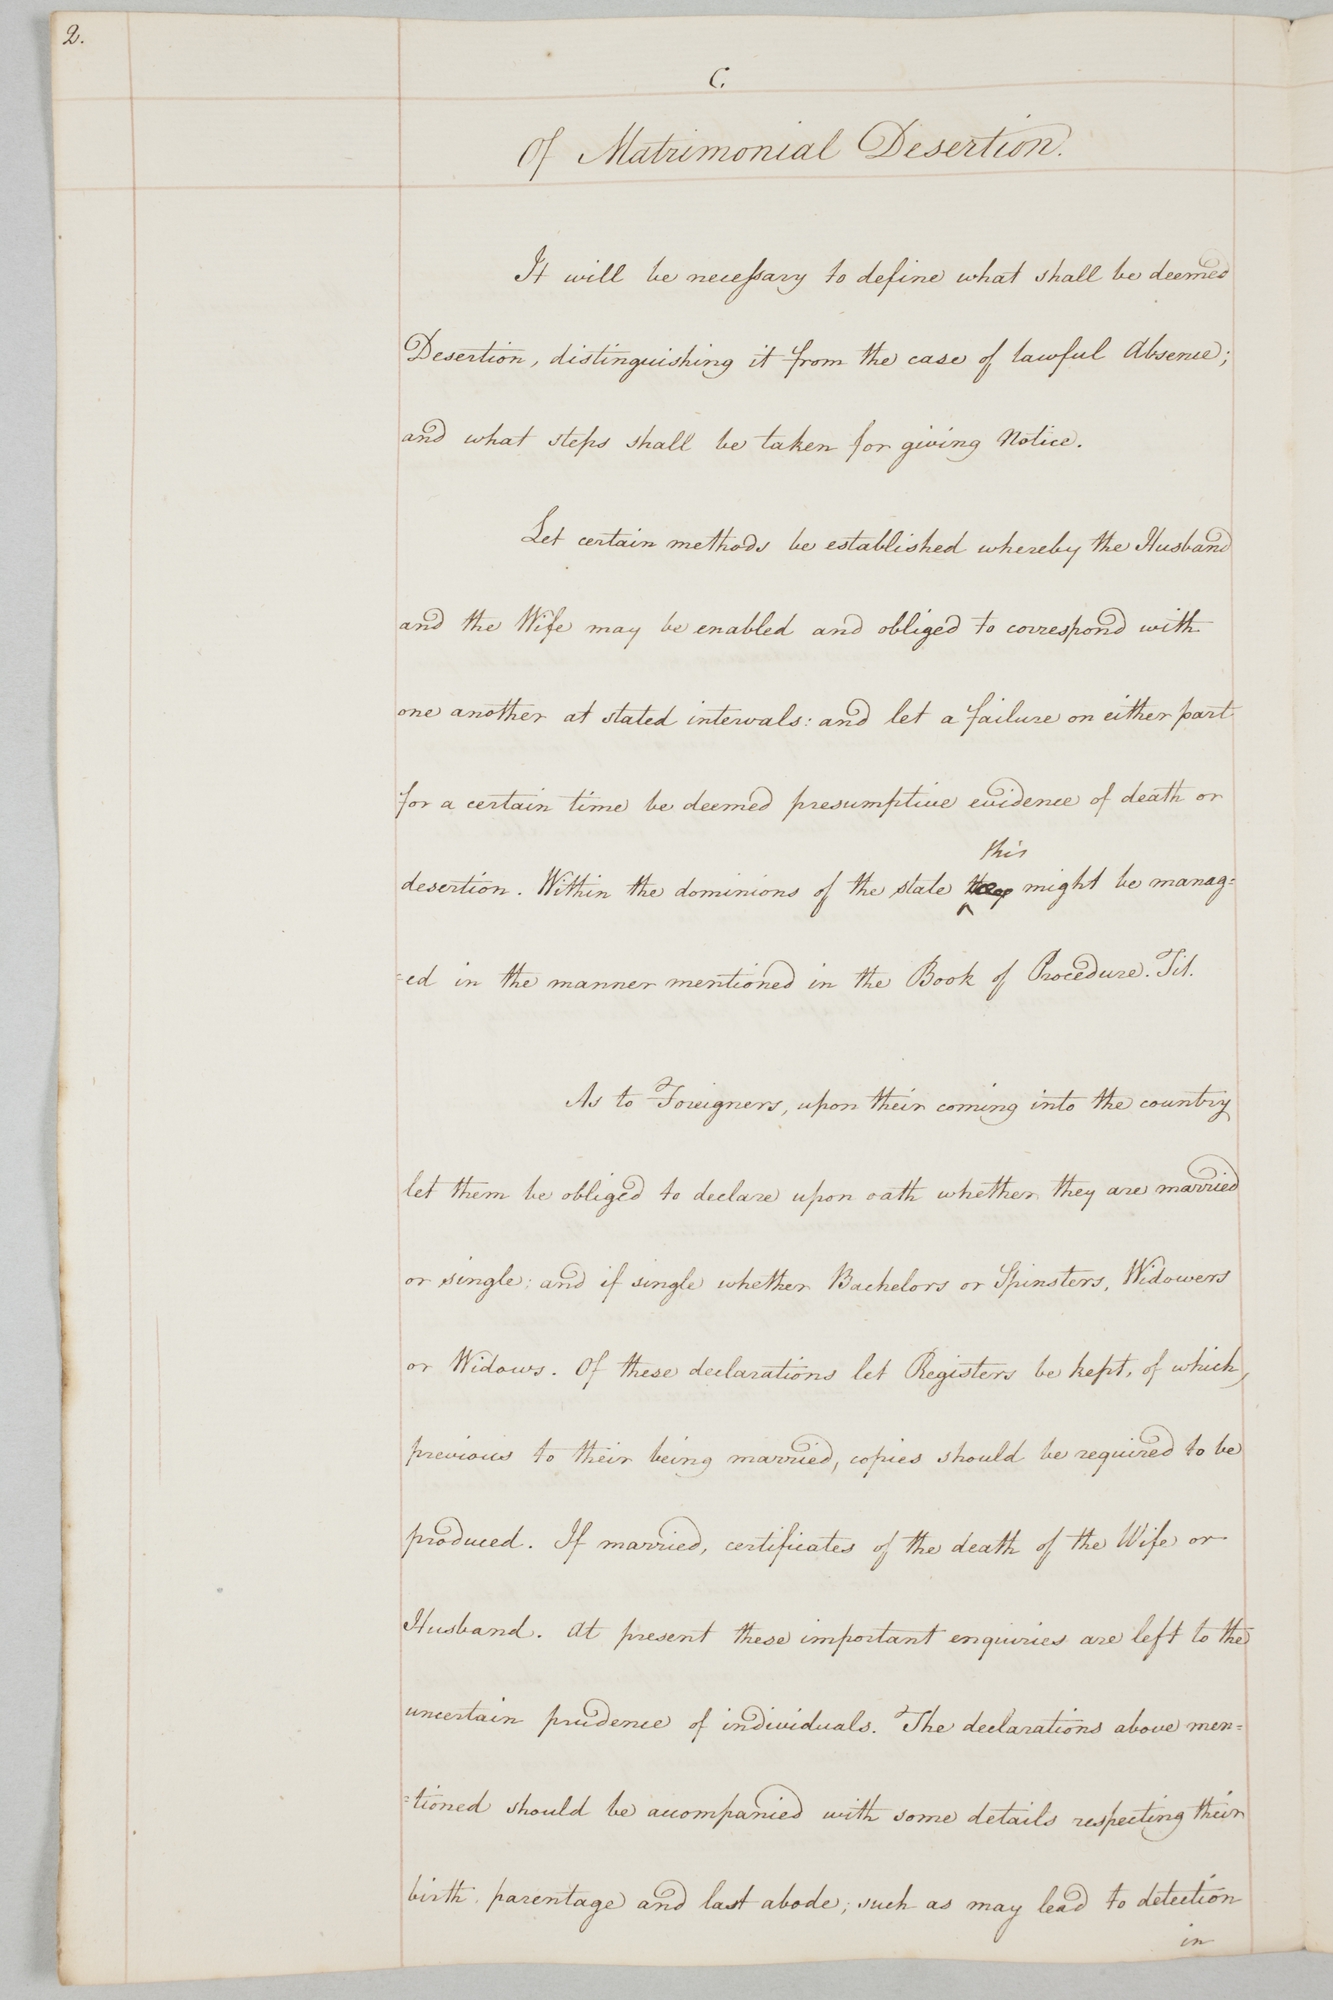 2.
C.
Of Matrimonial Desertion.
It will be necessary to define what shall be deemed
Desertion, distinguishing it from the case of lawful Absence;
and what steps shall be taken for giving Notice.
Let certain methods be established whereby the Husband
and the Wife may be enabled and obliged to correspond with
one another at stated intervals: and let a failure on either part
for a certain time be deemed presumptive evidence of death or
this
desertion. Within the dominions of the state might be manag=
=ed in the manner mentioned in the Book of Procedure. Tit.
As to Foreigners, upon their coming into the country
let them be obliged to declare upon oath whether they are married
or single; and if single whether Bachelors or Spinsters, Widowers
or Widows. Of these declarations let Registers be kept, of which,
previous to their being married, copies should be required to be
produced. If married, certificates of the death of the Wife or
Husband. At present these important enquiries are left to the
uncertain prudence of individuals. The declarations above men=
=tioned should be accompanied with some details respecting their
birth, parentage and last abode; such as may lead to detection
in